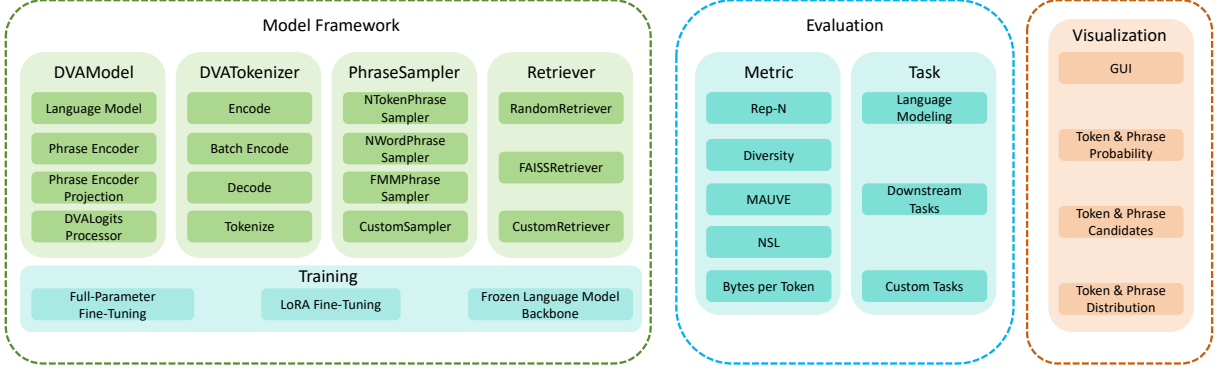 Model Framework
DVAModel
Language Model
Phrase Encoder
Phrase Encoder
Projection
DVALogits
Processor
DVATokenizer
Encode
Batch Encode
Decode
Tokenize
PhraseSampler
NTokenPhrase
Sampler
NWordPhrase
Sampler
FMMPhrase
Sampler
CustomSampler
Retriever
RandomRetriever
FAISSRetriever
CustomRetriever
Training
Full-Parameter
Fine-Tuning
LoRA Fine-Tuning
Frozen Language Model
Backbone
Evaluation
Metric
Rep-N
Diversity
MAUVE
NSL
Bytes per Token
Task
Language
Modeling
Downstream
Tasks
Custom Tasks
Visualization
GUI
Token & Phrase
Probability
Token & Phrase
Candidates
Token & Phrase
Distribution